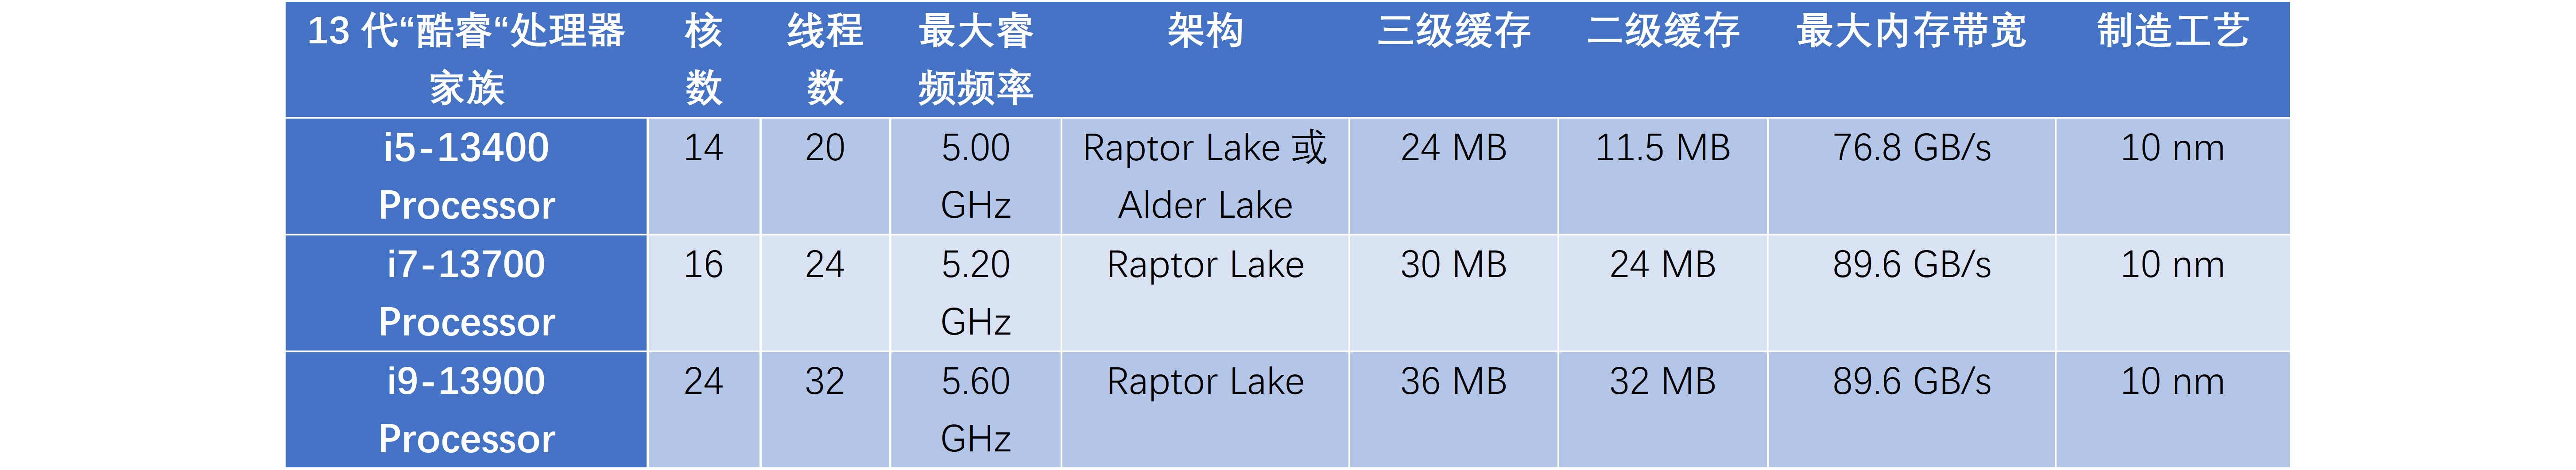 13 代“酷睿“处理器 核 线程 最大睿 架构 三级缓存 二级缓存 最大内存带宽 制造工艺
家族 数 数 频频率
i5-13400 14 20 5.00 Raptor Lake 或 24 MB 11.5 MB 76.8 GB/s 10 nm
Processor GHz Alder Lake
i7-13700 16 24 5.20 Raptor Lake 30 MB 24 MB 89.6 GB/s 10 nm
Processor GHz
i9-13900 24 32 5.60 Raptor Lake 36 MB 32 MB 89.6 GB/s 10 nm
Processor GHz